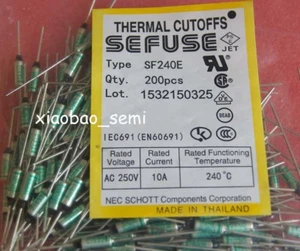 THERMAL CUTOFFS
SEFUSE
JET
Type SF240E
Qty. 200pcs
Lot. 1532150325
xiaobao_semi
IEC691 (EN60691)
Rated Voltage Rated Current Rated Functioning Temperature
AC 250V 10A 240°C
NEC SCHOTT Components Corporation
MADE IN THAILAND